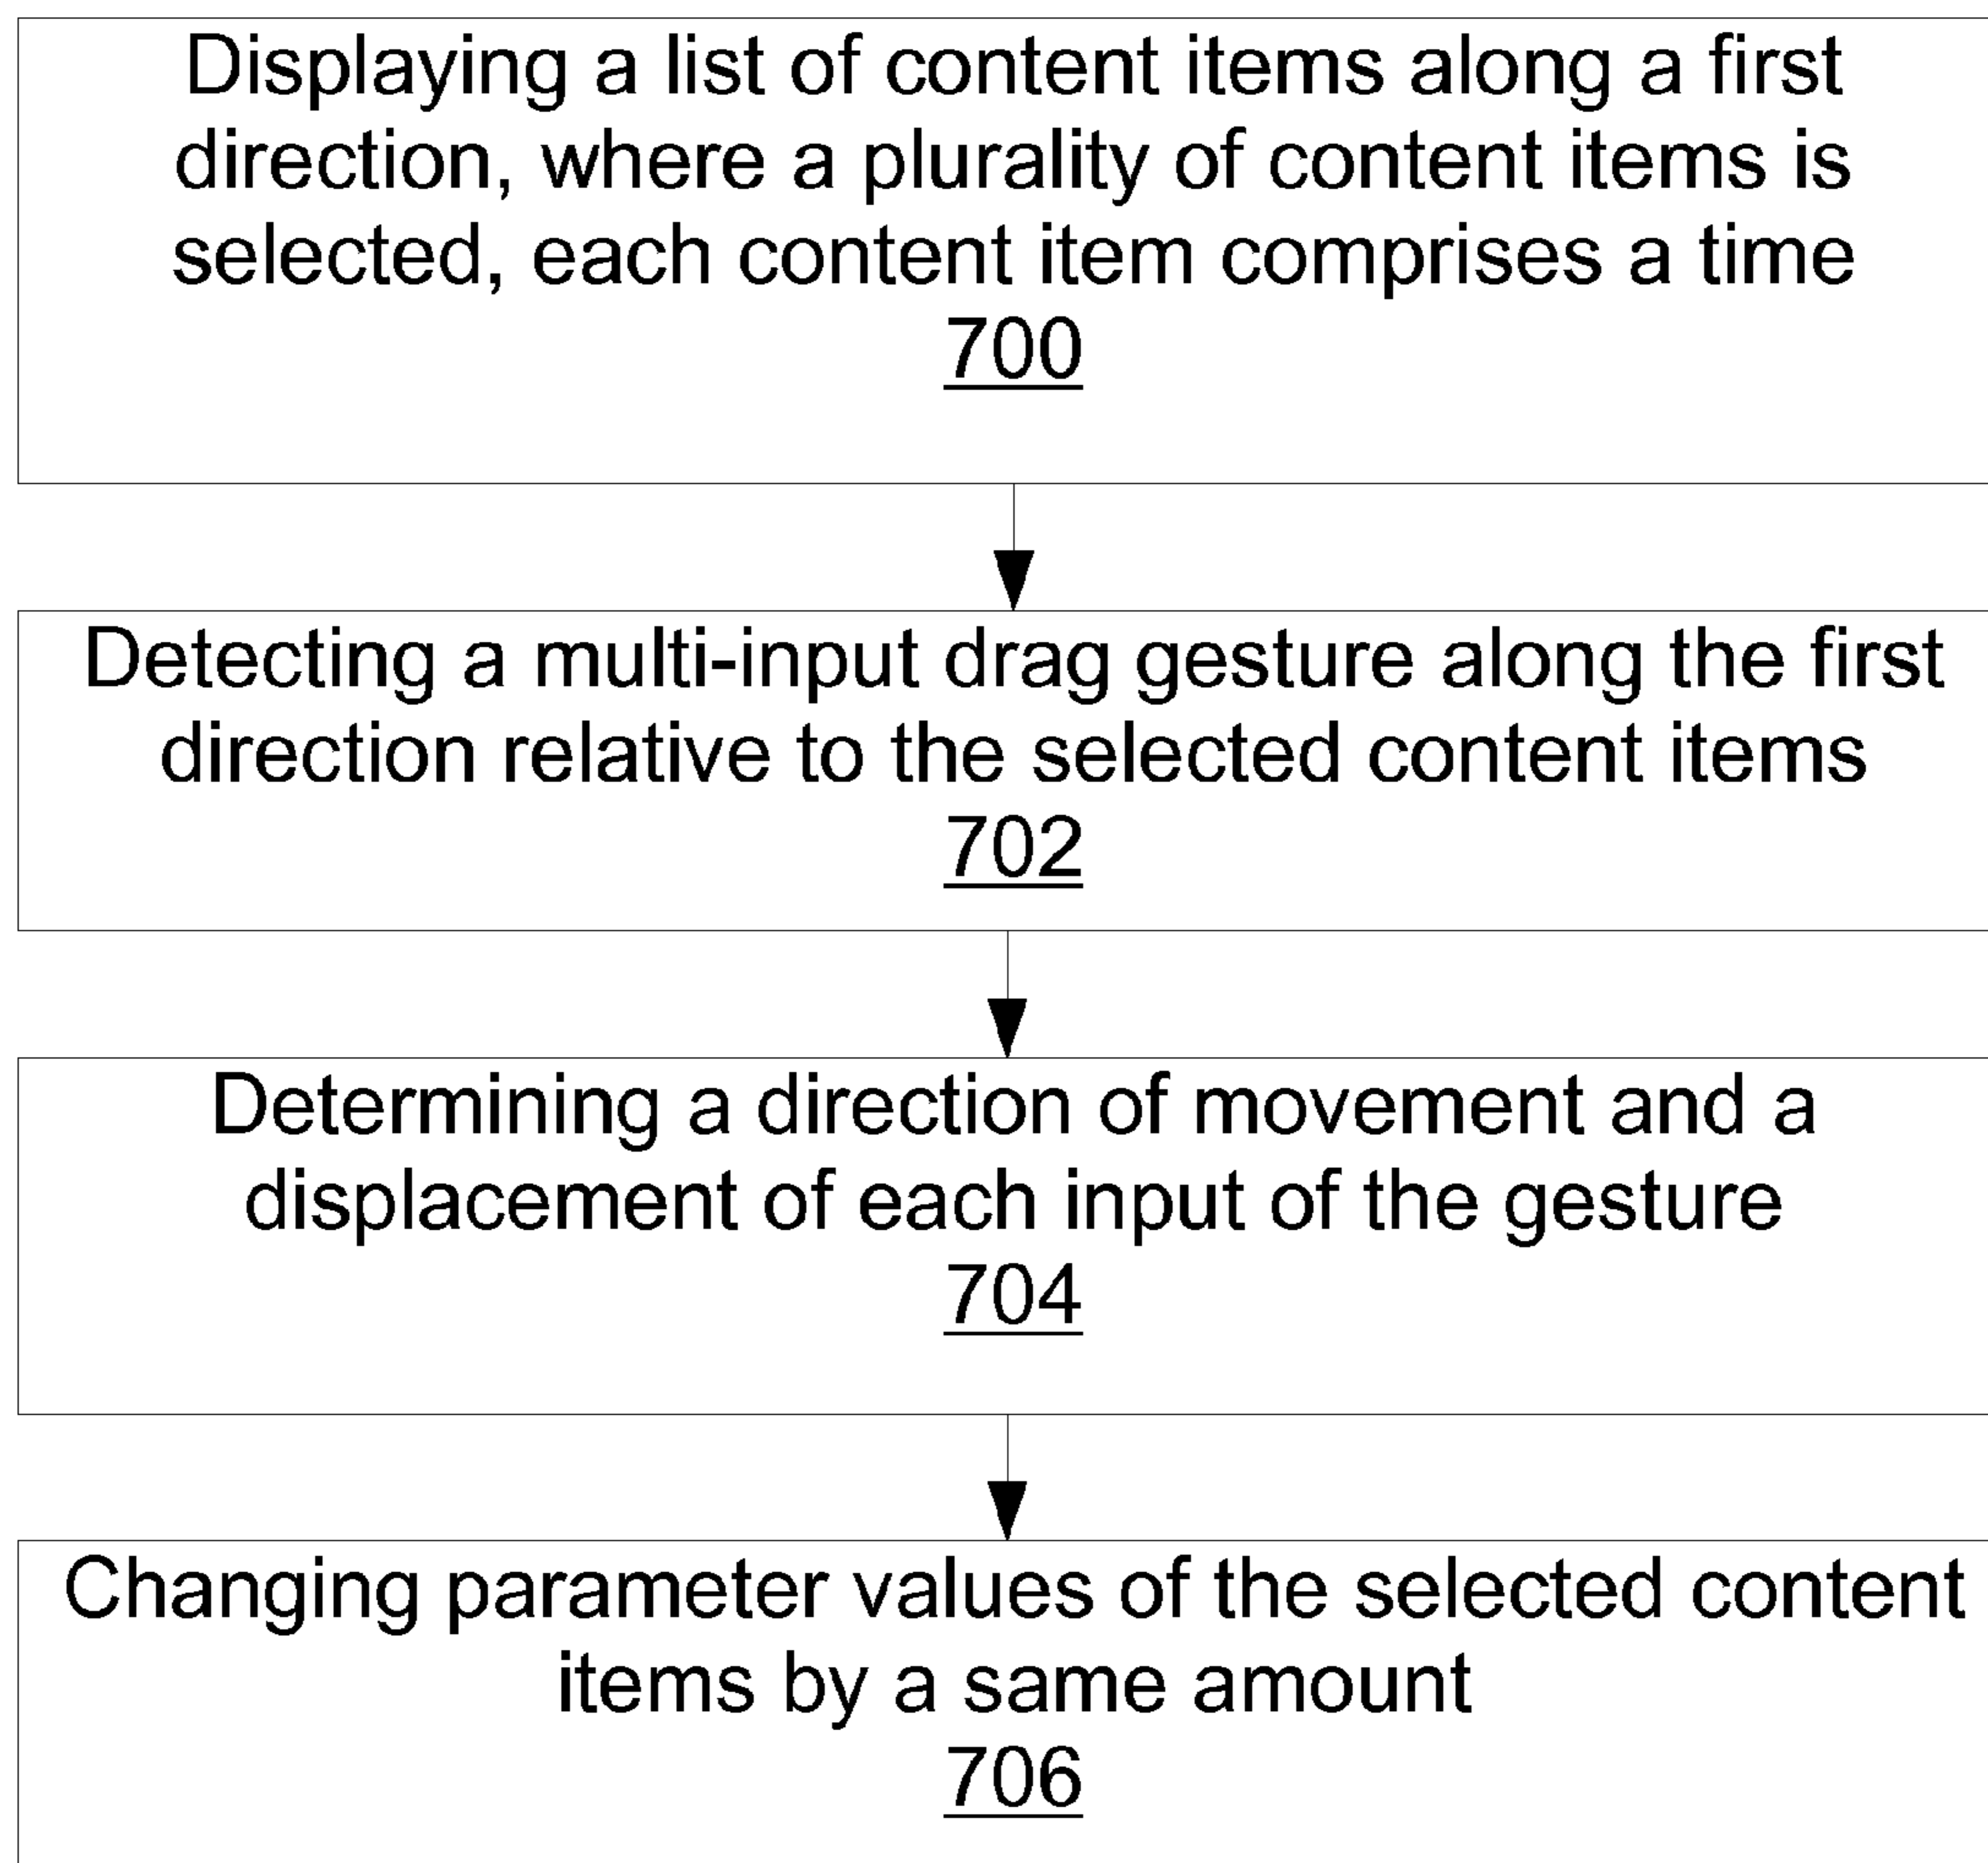 Displaying a list of content items along a first
direction, where a plurality of content items is
selected, each content item comprises a time
700
Detecting a multi-input drag gesture along the first
direction relative to the selected content items
702
Determining a direction of movement and a
displacement of each input of the gesture
704
Changing parameter values of the selected content
items by a same amount
706